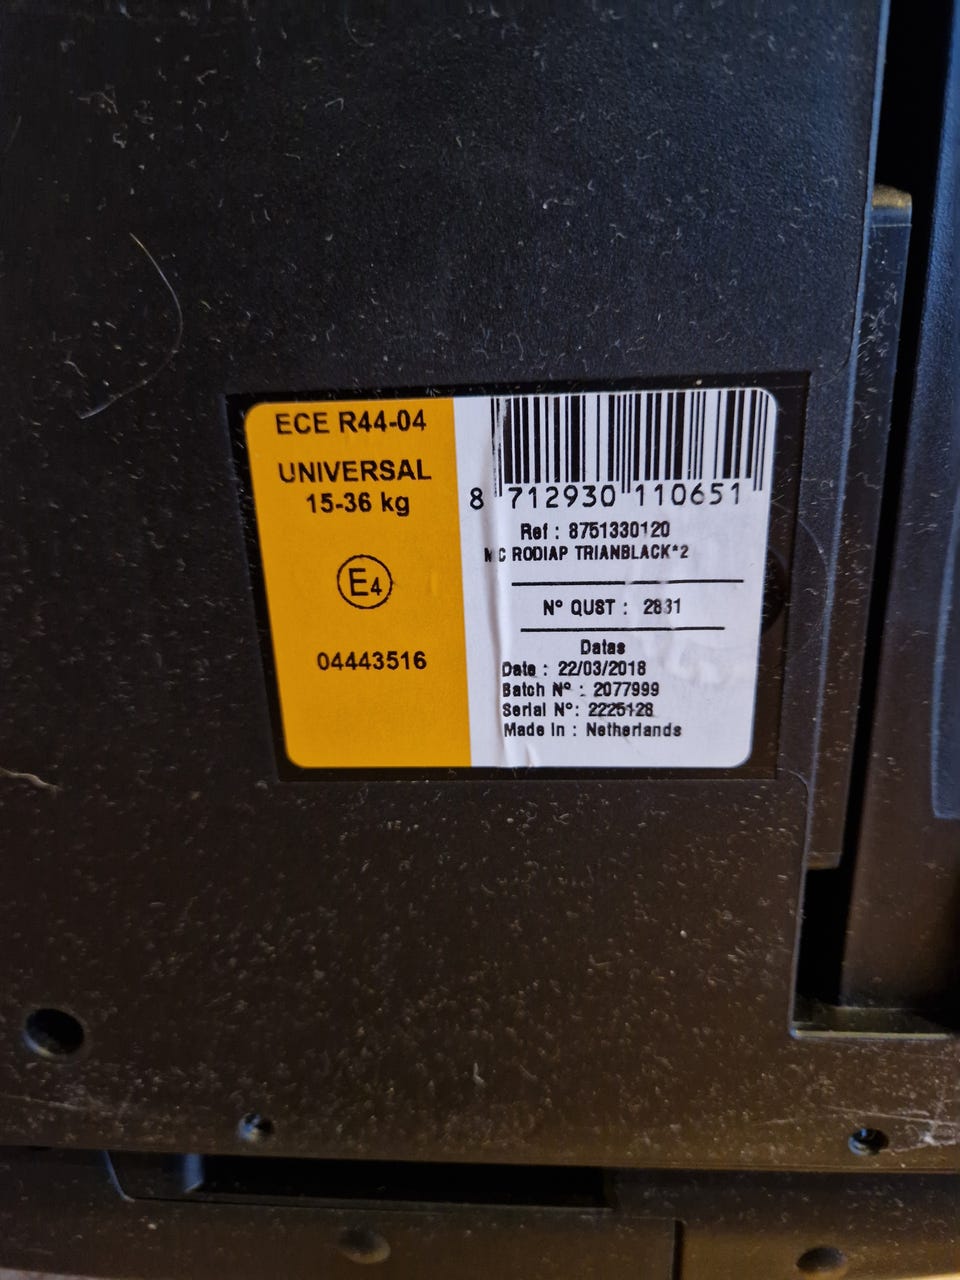 ECE R44-04
UNIVERSAL
15-36 kg
E4
04443516
8 712930 110651
Ref : 8751330120
MC RODIAP TRIANBLACK*2
N° QUST : 2831
Datas
Date : 22/03/2018
Batch N° : 2077999
Serial N°: 2225128
Made in : Netherlands